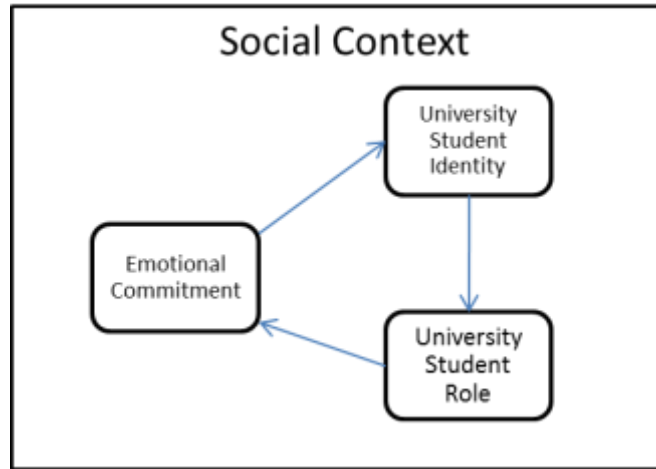 Social Context
University
Student
Identity
Emotional
Commitment
University
Student
Role